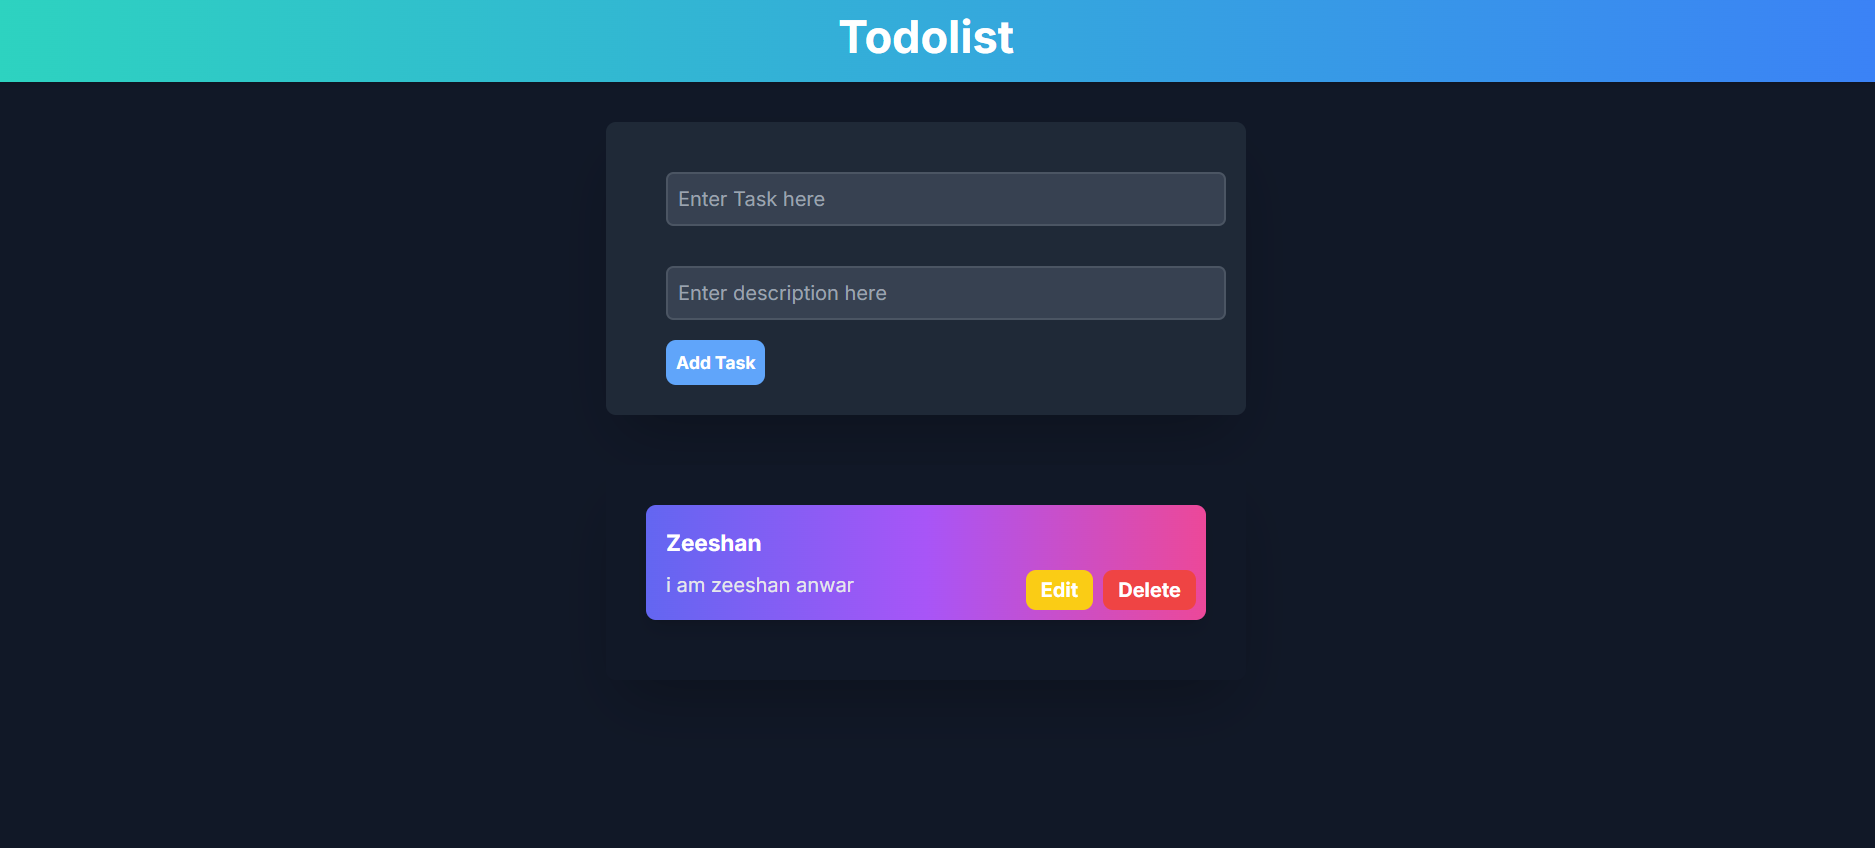 Todolist
Enter Task here
Enter description here
Add Task
Zeeshan
i am zeeshan anwar
Edit Delete